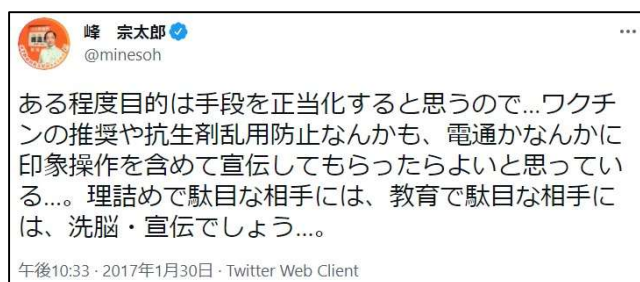 峰　宗太郎
@minesoh
ある程度目的は手段を正当化すると思うので...ワクチ
ンの推奨や抗生剤乱用防止なんかも、電通かなんかに
印象操作を含めて宣伝してもらったらよいと思ってい
る...。理詰めで駄目な相手には、教育で駄目な相手に
は、洗脳・宣伝でしょう...。
午後10:33 · 2017年1月30日 · Twitter Web Client